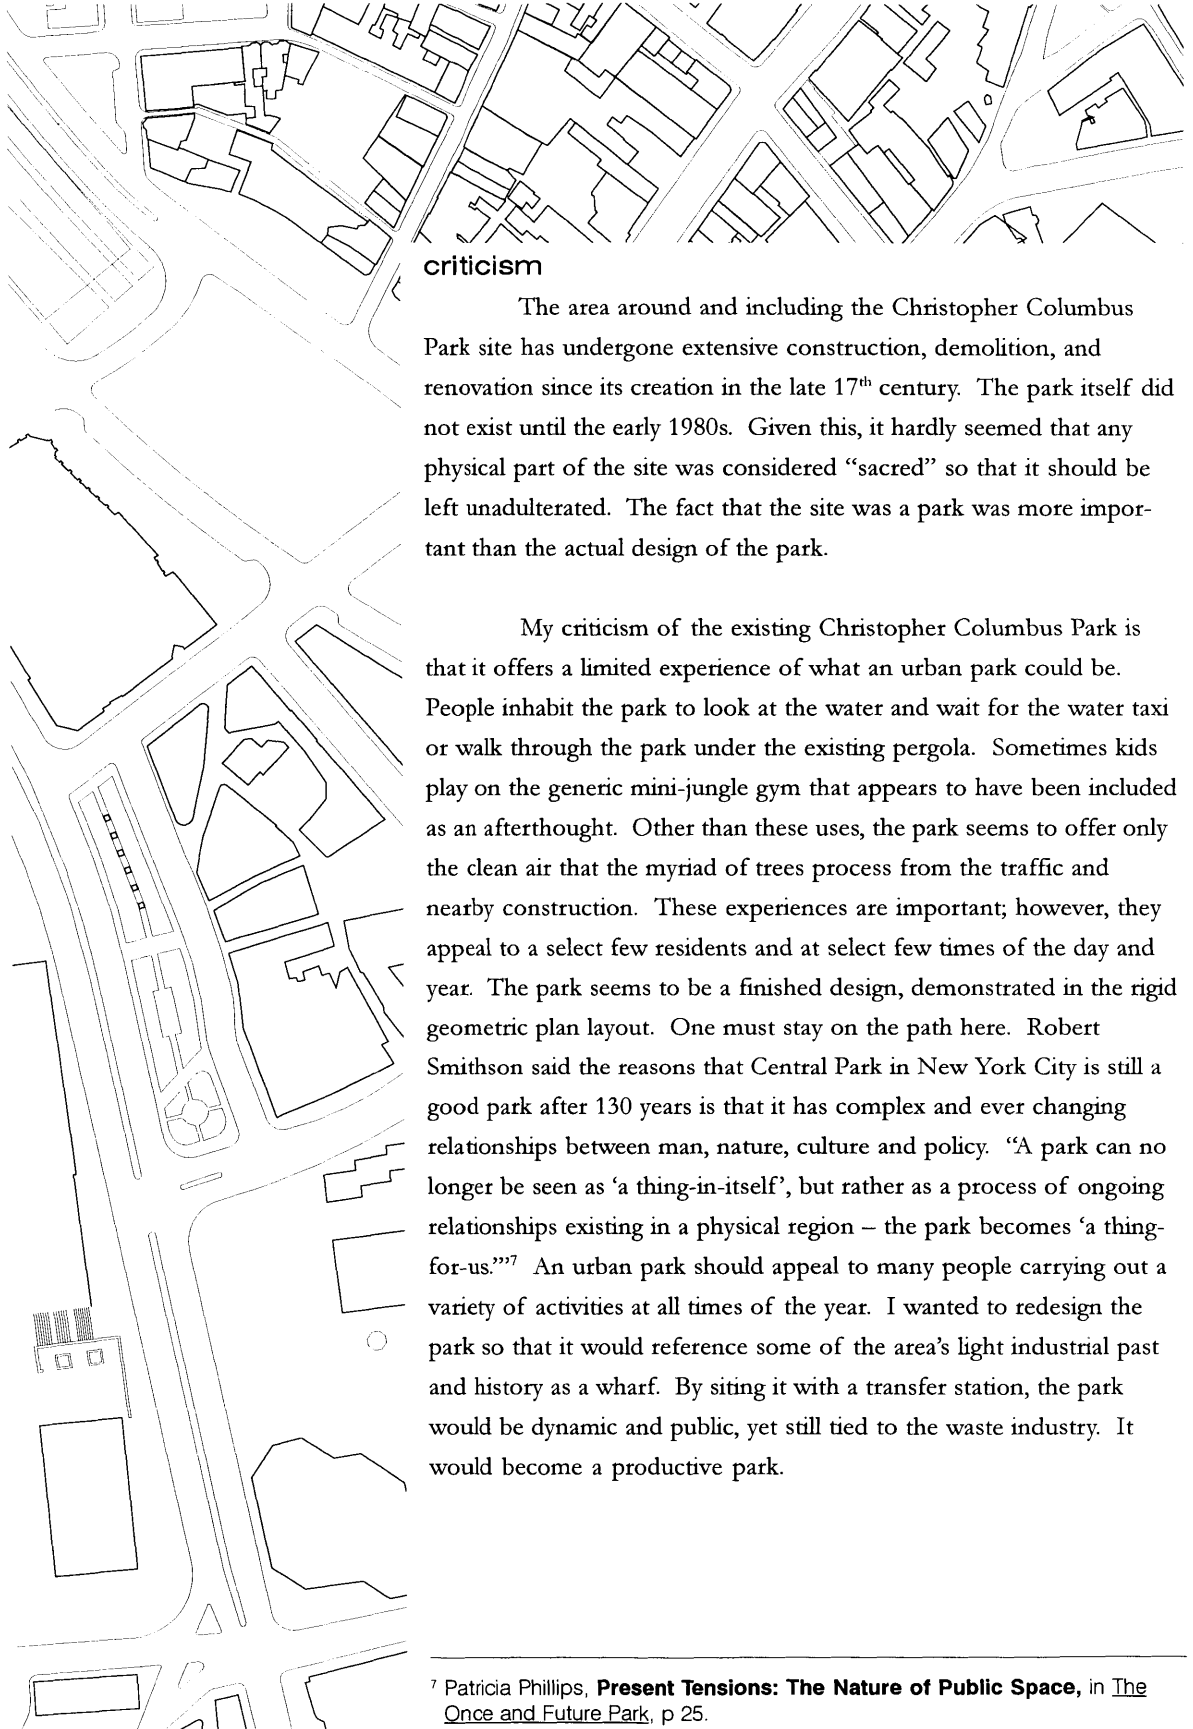 criticism
The area around and including the Christopher Columbus
Park site has undergone extensive construction, demolition, and
renovation since its creation in the late 17th century. The park itself did
not exist until the early 1980s. Given this, it hardly seemed that any
physical part of the site was considered “sacred” so that it should be
left unadulterated. The fact that the site was a park was more impor-
tant than the actual design of the park.
My criticism of the existing Christopher Columbus Park is
that it offers a limited experience of what an urban park could be.
People inhabit the park to look at the water and wait for the water taxi
or walk through the park under the existing pergola. Sometimes kids
play on the generic mini-jungle gym that appears to have been included
as an afterthought. Other than these uses, the park seems to offer only
the clean air that the myriad of trees process from the traffic and
nearby construction. These experiences are important; however, they
appeal to a select few residents and at select few times of the day and
year. The park seems to be a finished design, demonstrated in the rigid
geometric plan layout. One must stay on the path here. Robert
Smithson said the reasons that Central Park in New York City is still a
good park after 130 years is that it has complex and ever changing
relationships between man, nature, culture and policy. “A park can no
longer be seen as ‘a thing-in-itself’, but rather as a process of ongoing
relationships existing in a physical region – the park becomes ‘a thing-
for-us.’”7 An urban park should appeal to many people carrying out a
variety of activities at all times of the year. I wanted to redesign the
park so that it would reference some of the area’s light industrial past
and history as a wharf. By siting it with a transfer station, the park
would be dynamic and public, yet still tied to the waste industry. It
would become a productive park.
7 Patricia Phillips, Present Tensions: The Nature of Public Space, in The
Once and Future Park, p 25.